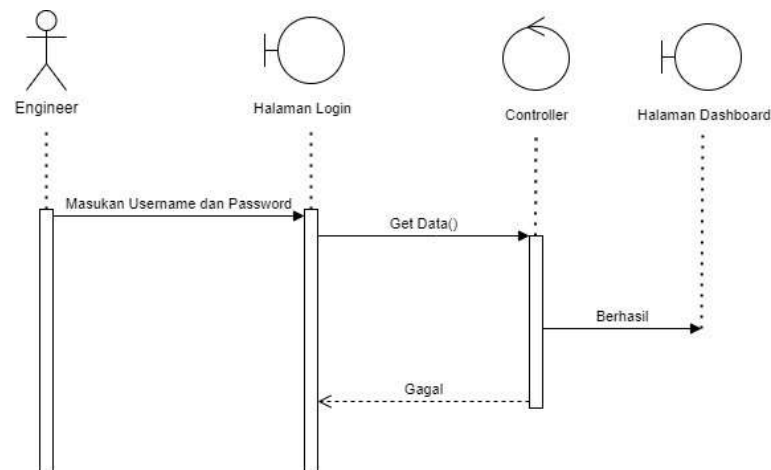 Engineer
Halaman Login
Controller
Halaman Dashboard
Masukan Username dan Password
Get Data()
Berhasil
Gagal